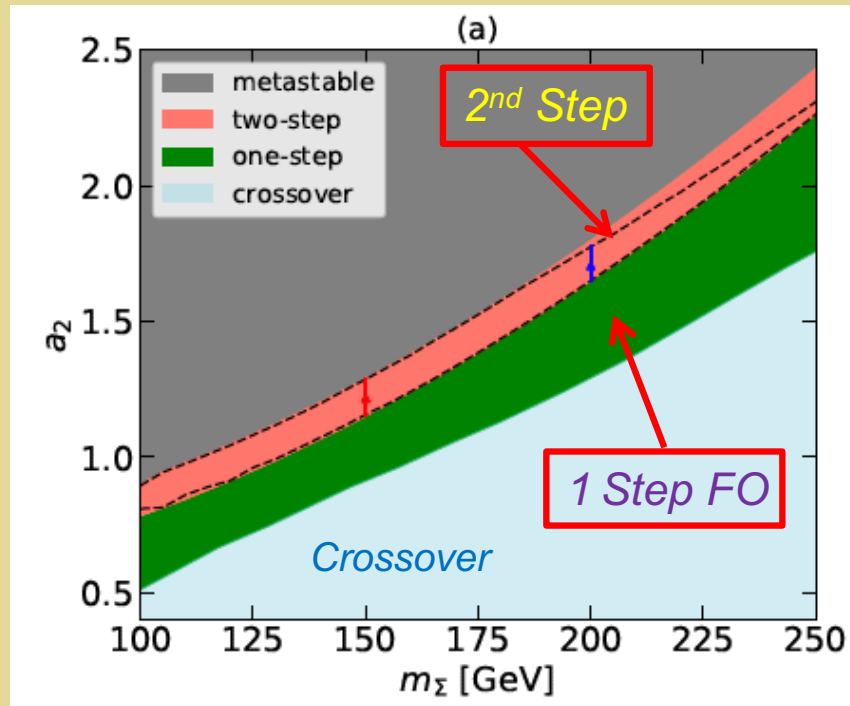 (a)
2.5
2.0
1.5
1.0
0.5
a₂
metastable
two-step
one-step
crossover
2nd Step
1 Step FO
Crossover
100
125
150
175
200
225
250
mΣ [GeV]